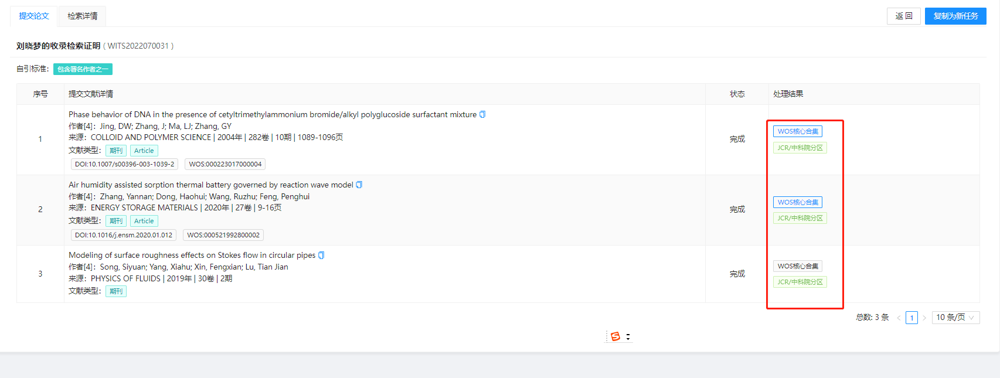 提交论文 检索详情 返 回 复制为新任务
刘晓梦的收录检索证明 ( WITS2022070031 )
自引标准： 包含署名作者之一
序号 提交文献详情 状态 处理结果
1
Phase behavior of DNA in the presence of cetyltrimethylammonium bromide/alkyl polyglucoside surfactant mixture
作者[4]： Jing, DW; Zhang, J; Ma, LJ; Zhang, GY
来源： COLLOID AND POLYMER SCIENCE | 2004年 | 282卷 | 10期 | 1089-1096页
文献类型： 期刊 Article
DOI:10.1007/s00396-003-1039-2 WOS:000223017000004
完成
WOS核心合集
JCR/中科院分区
2
Air humidity assisted sorption thermal battery governed by reaction wave model
作者[4]： Zhang, Yannan; Dong, Haohui; Wang, Ruzhu; Feng, Penghui
来源： ENERGY STORAGE MATERIALS | 2020年 | 27卷 | 9-16页
文献类型： 期刊 Article
DOI:10.1016/j.ensm.2020.01.012 WOS:000521992800002
完成
WOS核心合集
JCR/中科院分区
3
Modeling of surface roughness effects on Stokes flow in circular pipes
作者[4]： Song, Siyuan; Yang, Xiahu; Xin, Fengxian; Lu, Tian Jian
来源： PHYSICS OF FLUIDS | 2019年 | 30卷 | 2期
文献类型： 期刊
完成
WOS核心合集
JCR/中科院分区
总数: 3 条 < 1 > 10 条/页